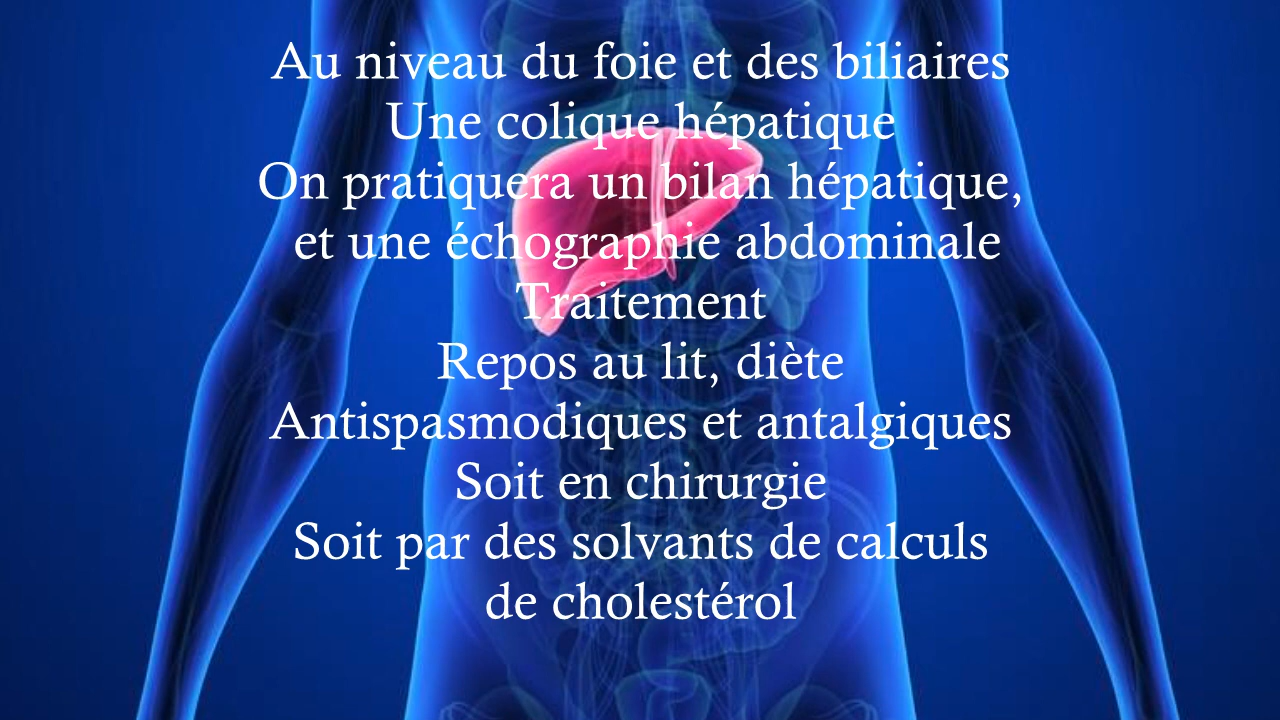 Au niveau du foie et des biliaires
Une colique hépatique
On pratiquera un bilan hépatique,
et une échographie abdominale
Traitement
Repos au lit, diète
Antispasmodiques et antalgiques
Soit en chirurgie
Soit par des solvants de calculs
de cholestérol